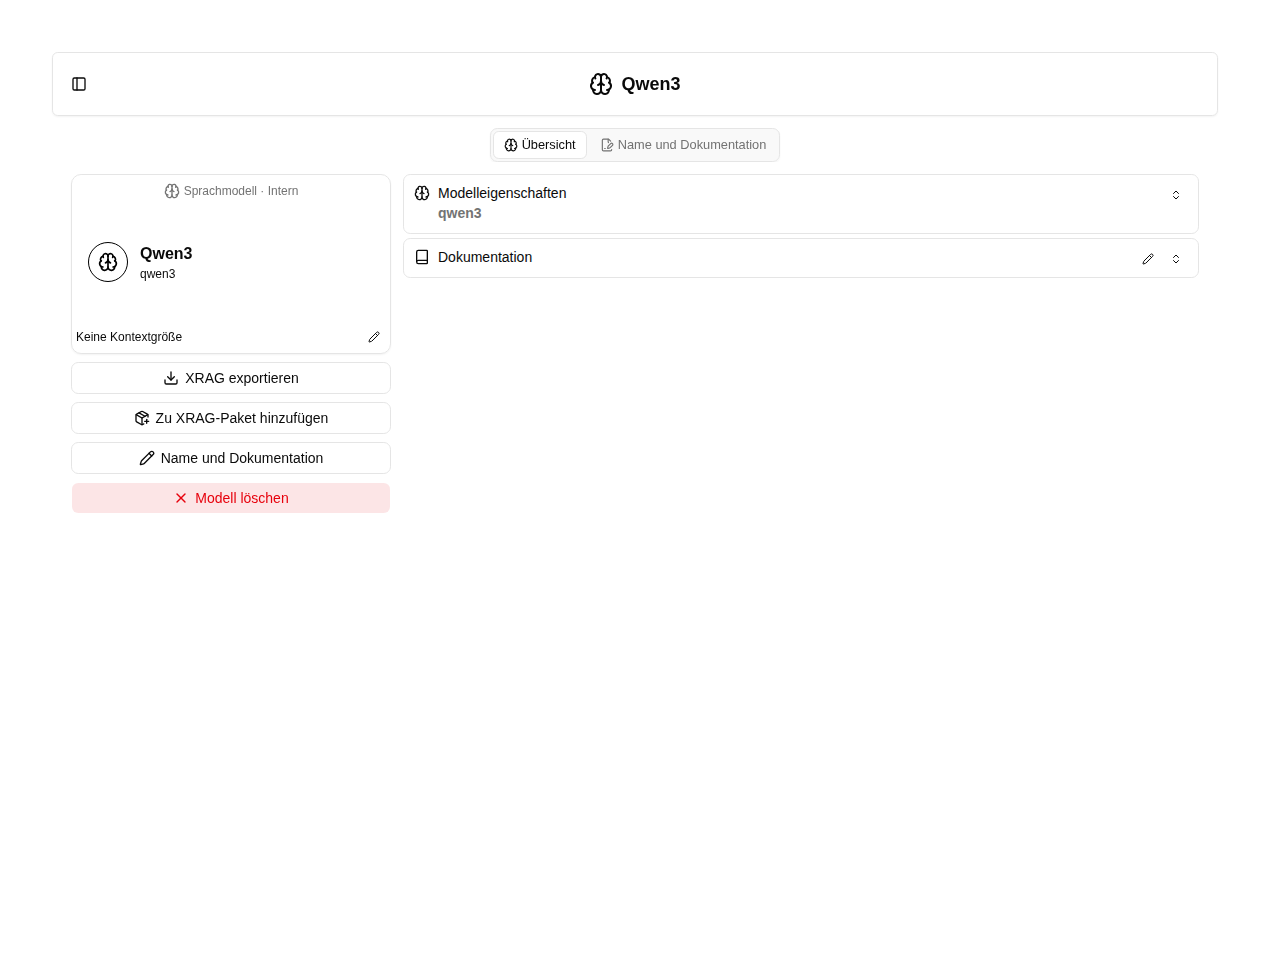 Qwen3
Übersicht
Name und Dokumentation
Sprachmodell · Intern
Qwen3
qwen3
Keine Kontextgröße
XRAG exportieren
Zu XRAG-Paket hinzufügen
Name und Dokumentation
Modell löschen
Modelleigenschaften
qwen3
Dokumentation